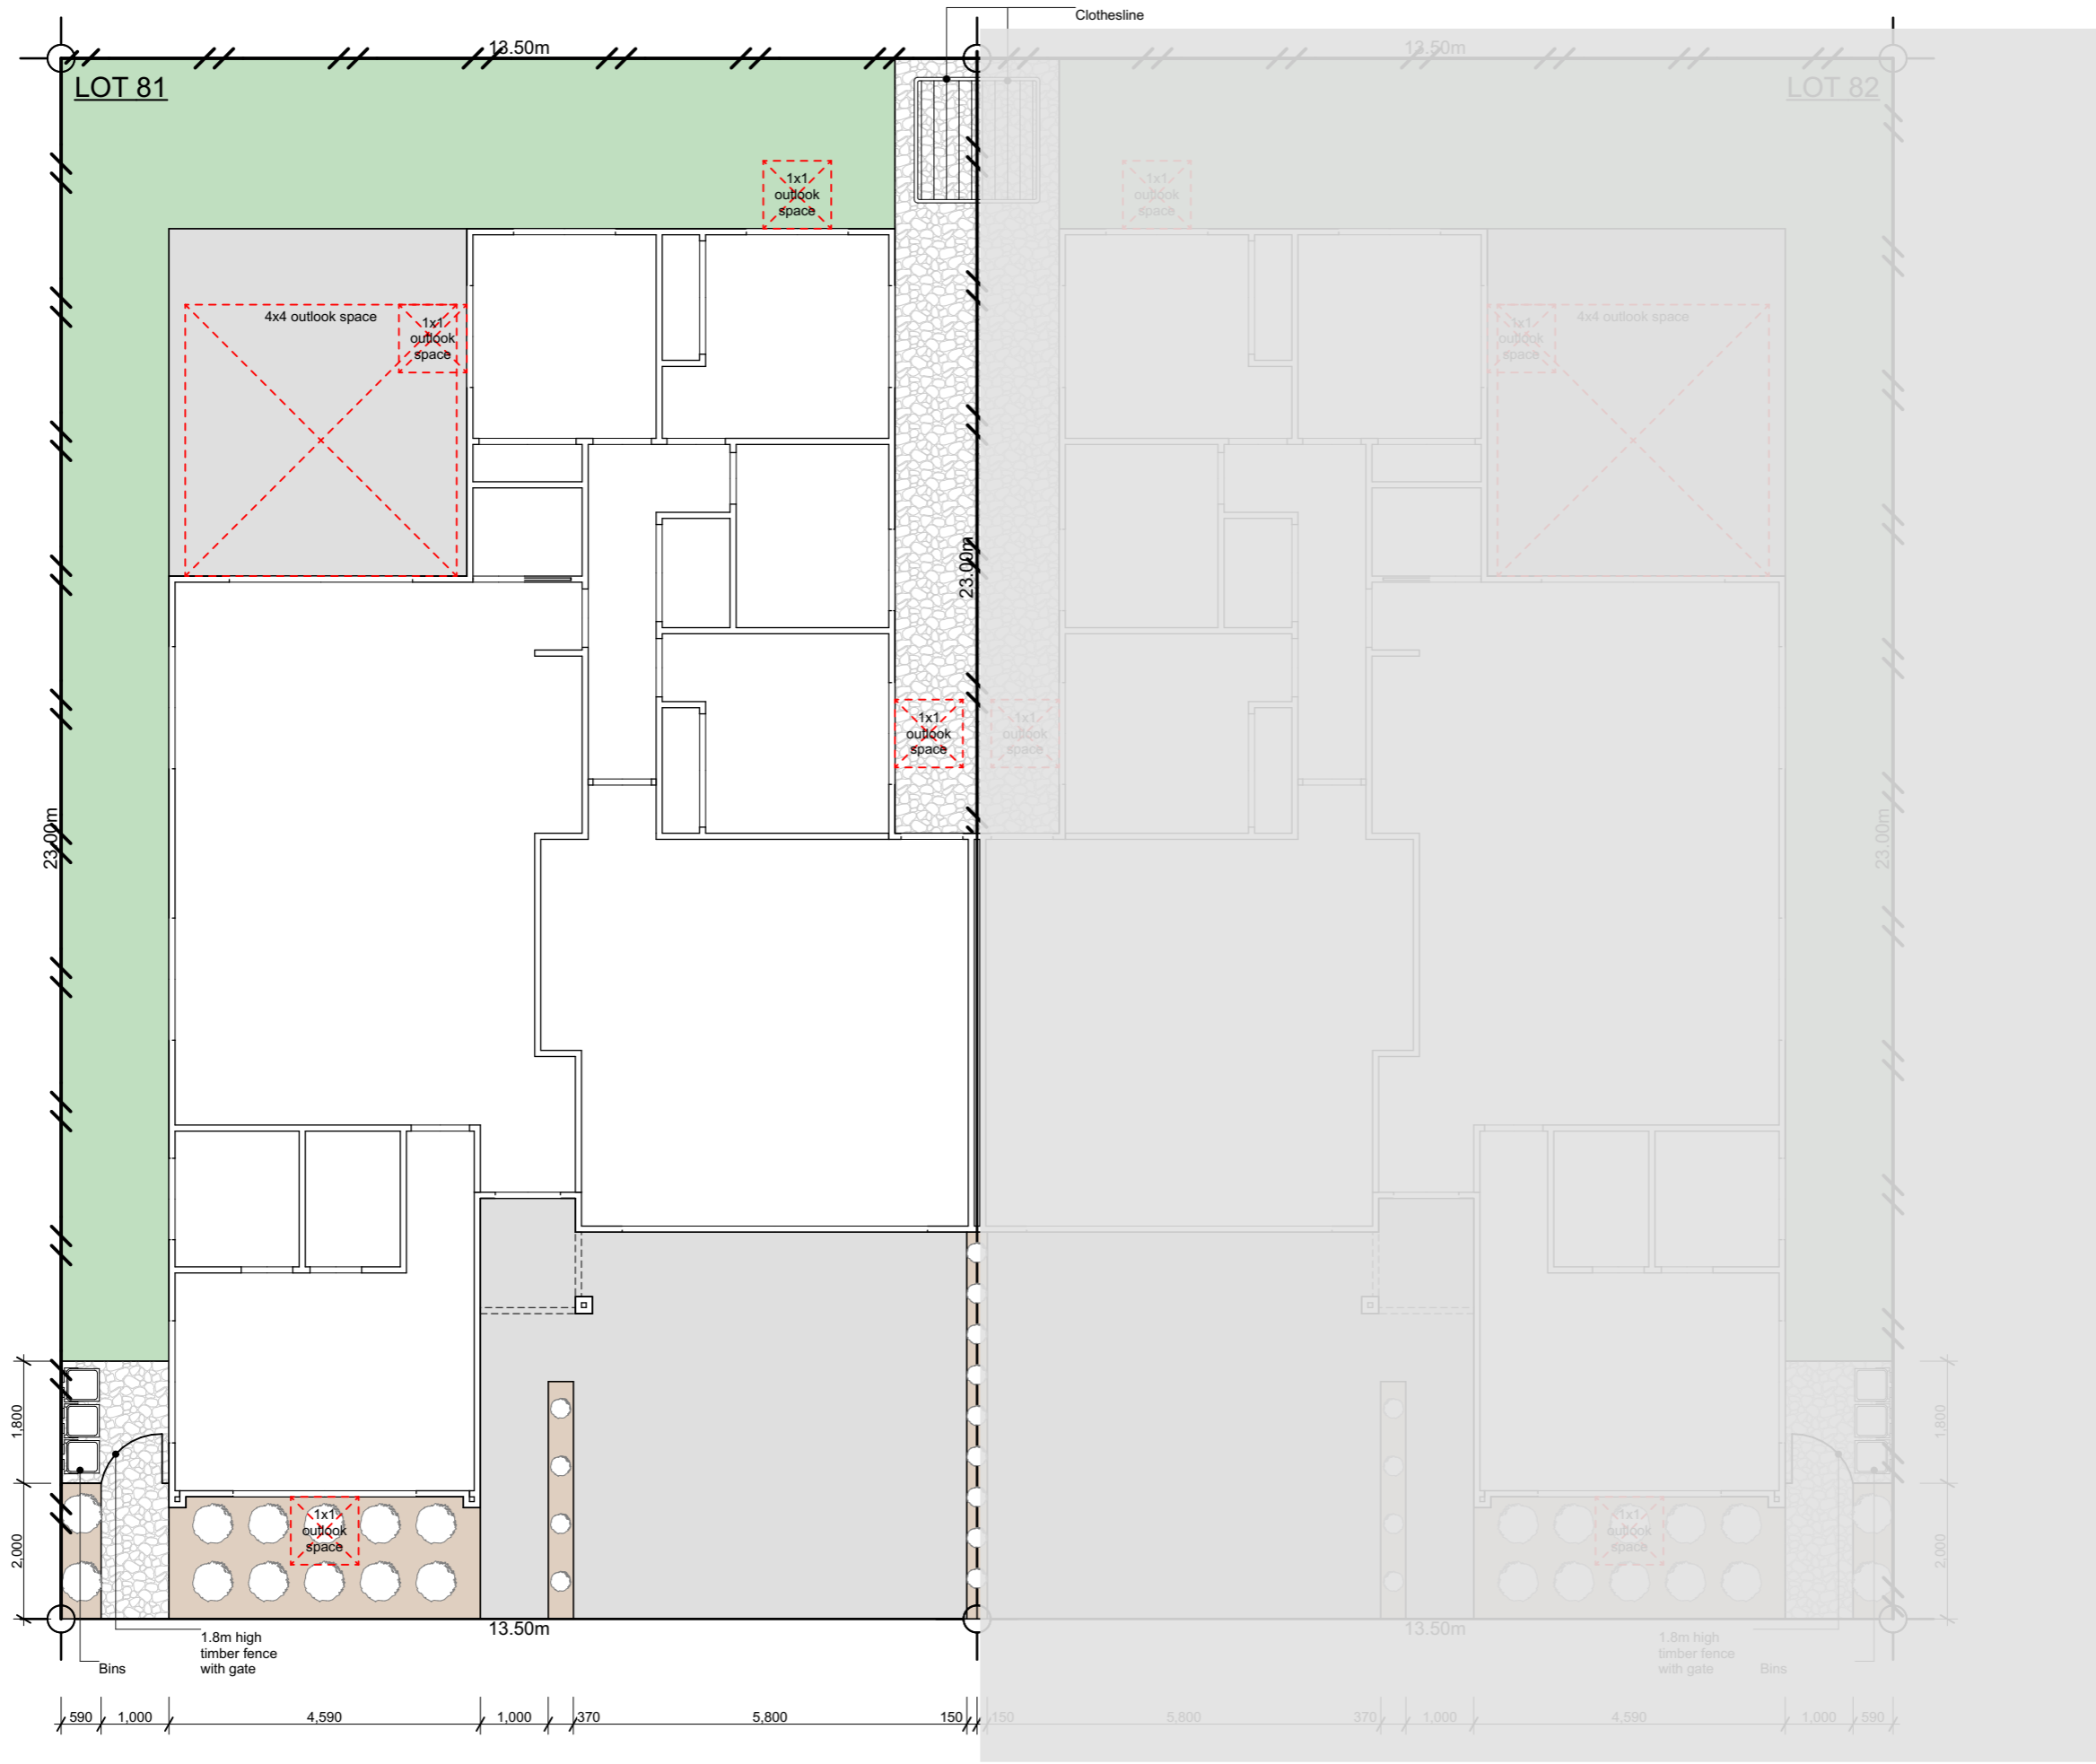 Clothesline
13.50m
13.50m
LOT 81
LOT 82
1x1
outlook
space
1x1
outlook
space
4x4 outlook space
1x1
outlook
space
1x1
outlook
space
4x4 outlook space
23.00m
1x1
outlook
space
1x1
outlook
space
23.00m
23.00m
1,800
1,800
1x1
outlook
space
1x1
outlook
space
2,000
2,000
13.50m
13.50m
1.8m high
timber fence
with gate
Bins
1.8m high
timber fence
with gate
Bins
590
1,000
4,590
1,000
370
5,800
150
150
5,800
370
1,000
4,590
1,000
590